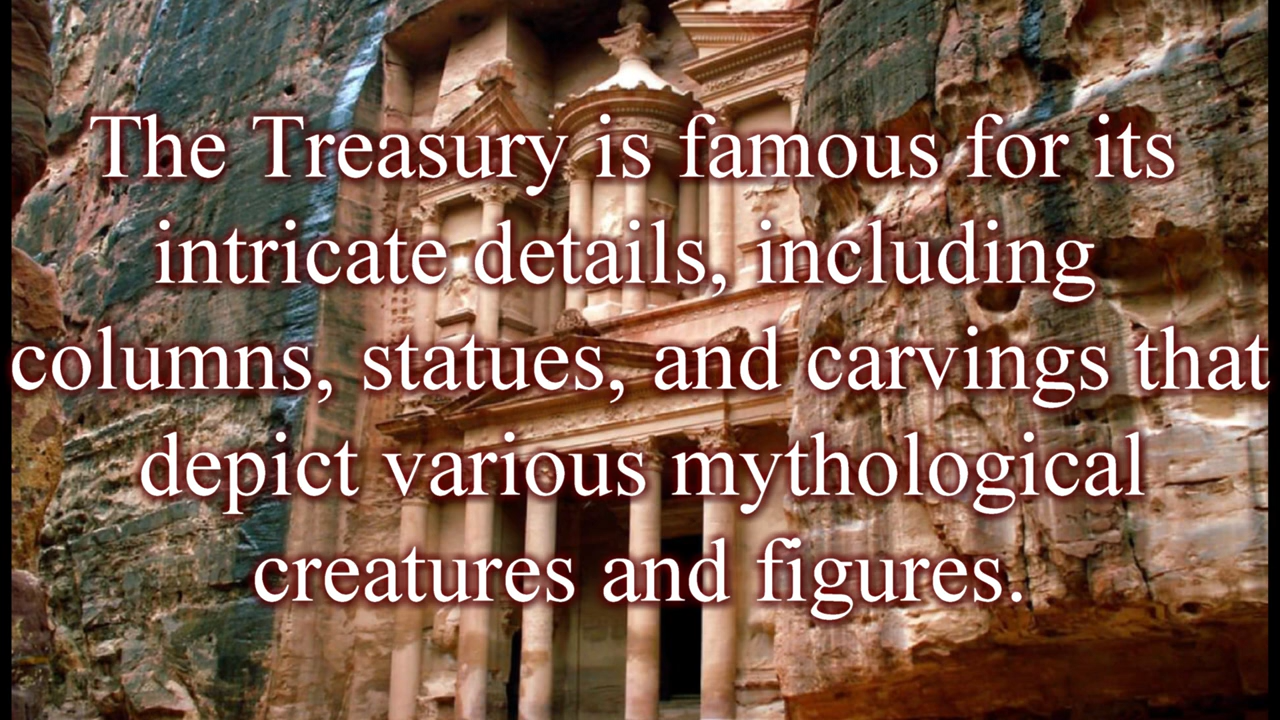 The Treasury is famous for its
intricate details, including
columns, statues, and carvings that
depict various mythological
creatures and figures.